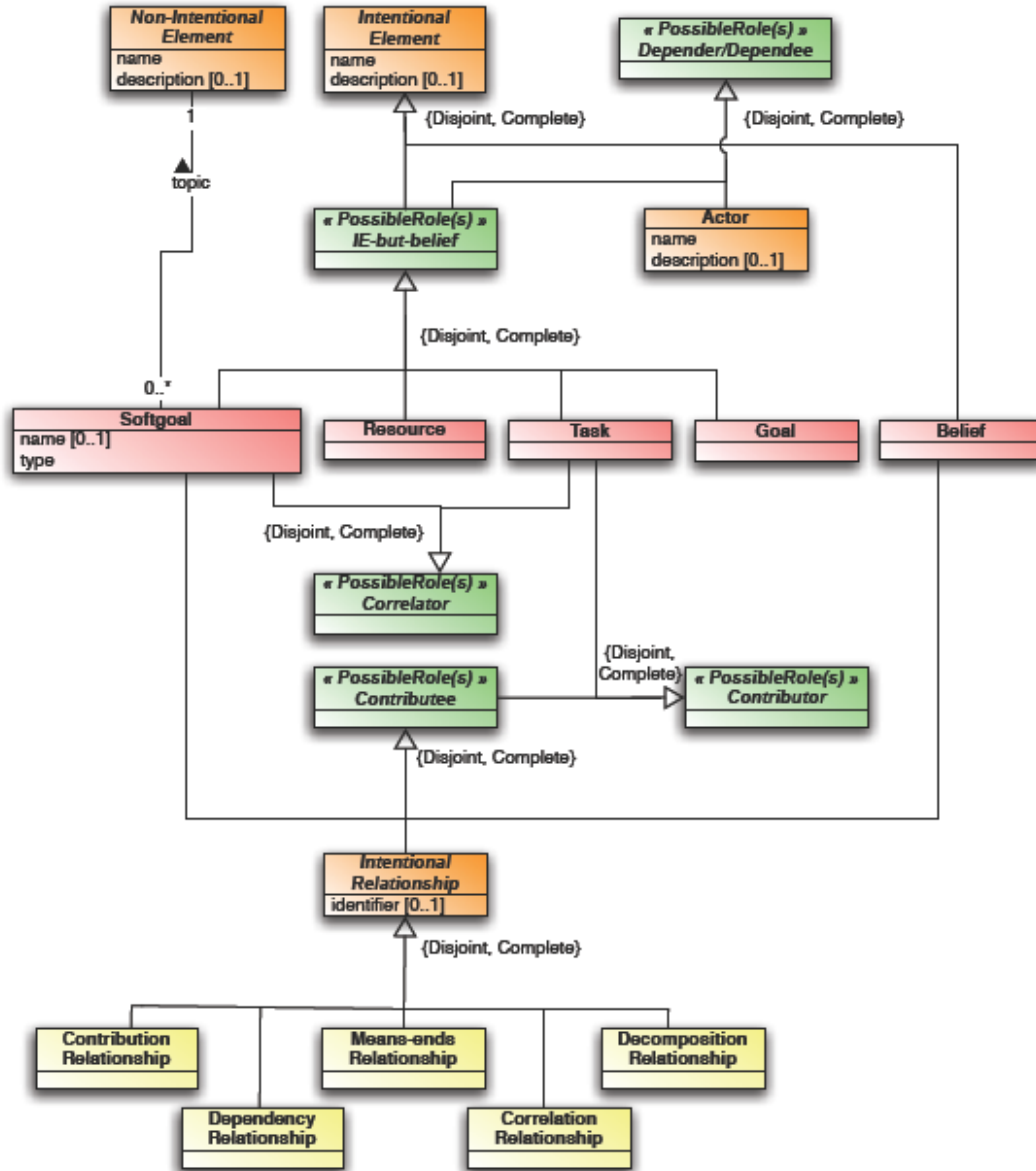 Non-Intentional
Element
name
description [0..1]
Intentional
Element
name
description [0..1]
« PossibleRole(s) »
Depender/Dependee
1
{Disjoint, Complete}
{Disjoint, Complete}
topic
« PossibleRole(s) »
IE-but-belief
Actor
name
description [0..1]
{Disjoint, Complete}
0..*
Softgoal
name [0..1]
type
Resource
Task
Goal
Belief
{Disjoint, Complete}
« PossibleRole(s) »
Correlator
{Disjoint,
Complete}
« PossibleRole(s) »
Contributee
« PossibleRole(s) »
Contributor
{Disjoint, Complete}
Intentional
Relationship
identifier [0..1]
{Disjoint, Complete}
Contribution
Relationship
Means-ends
Relationship
Decomposition
Relationship
Dependency
Relationship
Correlation
Relationship